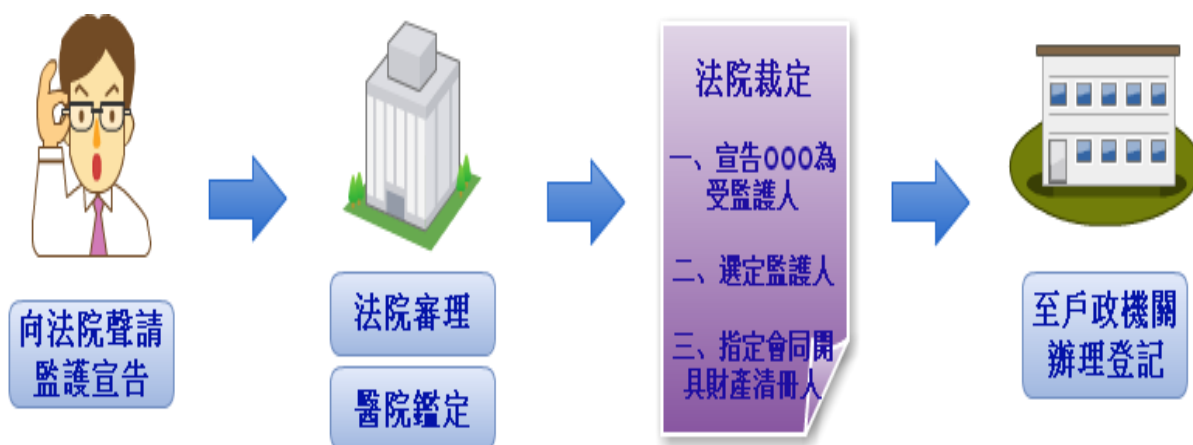 向法院聲請
監護宣告
法院審理
醫院鑑定
法院裁定
一、宣告OOO為
受監護人
二、選定監護人
三、指定會同開
具財產清冊人
至戶政機關
辦理登記